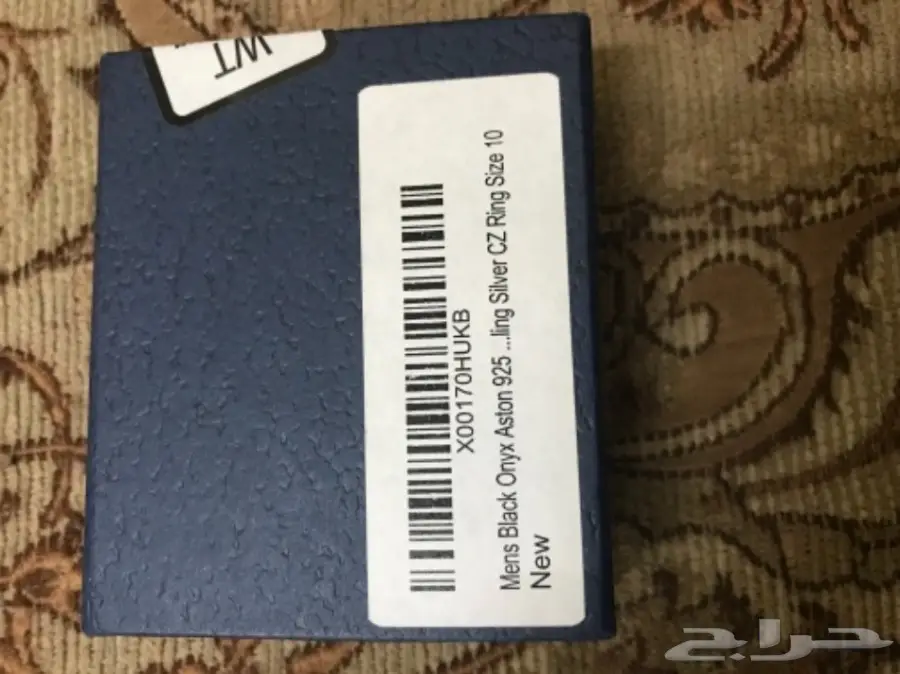 WT
X00170HUKB
Mens Black Onyx Aston 925 ...ling Silver CZ Ring Size 10
New
حراج